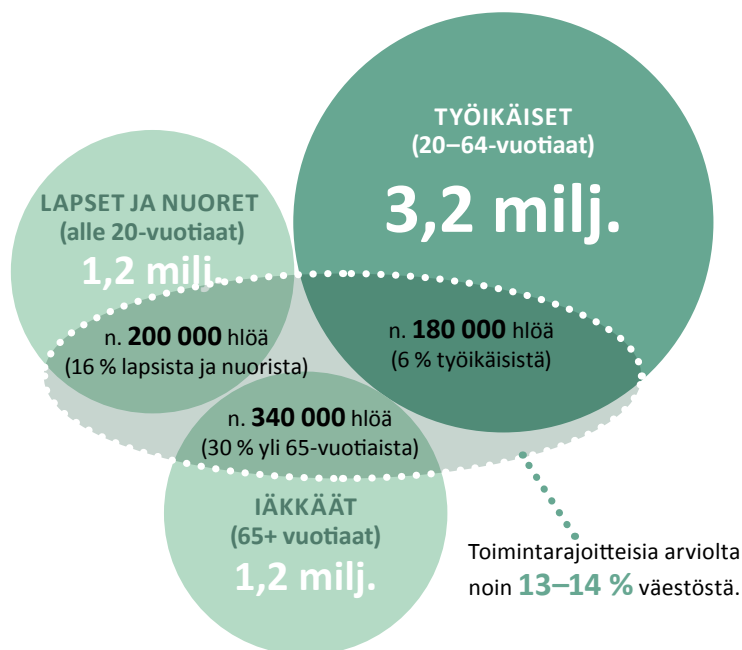 TYÖIKÄISET
(20–64-vuotiaat)
3,2 milj.
LAPSET JA NUORET
(alle 20-vuotiaat)
1,2 milj.
n. 200 000 hlöä
(16 % lapsista ja nuorista)
n. 180 000 hlöä
(6 % työikäisistä)
n. 340 000 hlöä
(30 % yli 65-vuotiaista)
IÄKKÄÄT
(65+ vuotiaat)
1,2 milj.
Toimintarajoitteisia arviolta
noin 13–14 % väestöstä.